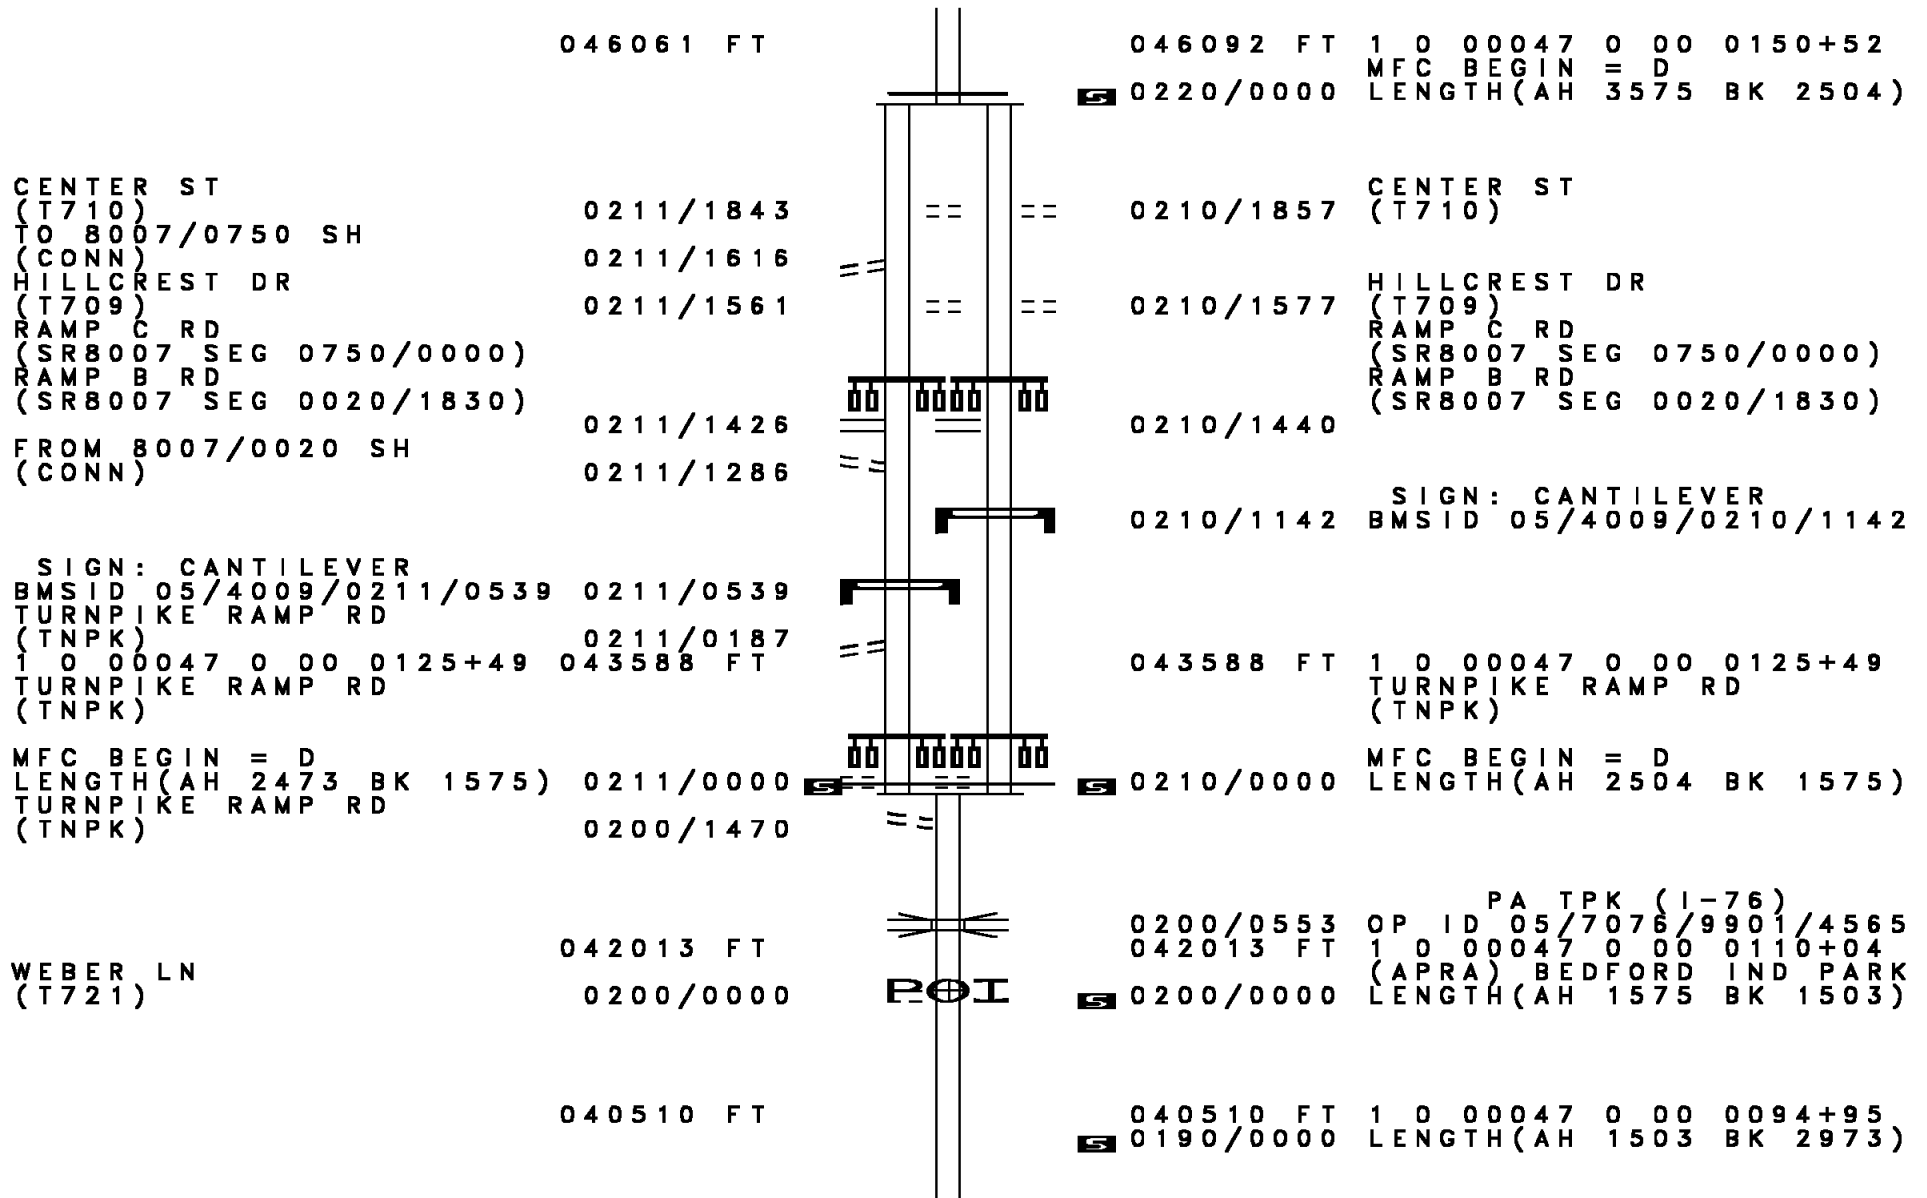 046061 FT
046092 FT 1 0 00047 0 00 0150+52
MFC BEGIN = D
S 0220/0000 LENGTH(AH 3575 BK 2504)
CENTER ST
CENTER ST
(T710) 0211/1843
0210/1857 (T710)
TO 8007/0750 SH
(CONN) 0211/1616
HILLCREST DR
HILLCREST DR
(T709) 0211/1561
0210/1577 (T709)
RAMP C RD
RAMP C RD
(SR8007 SEG 0750/0000)
(SR8007 SEG 0750/0000)
RAMP B RD
RAMP B RD
(SR8007 SEG 0020/1830)
(SR8007 SEG 0020/1830)
0211/1426
0210/1440
FROM 8007/0020 SH
(CONN) 0211/1286
SIGN: CANTILEVER
0210/1142 BMSID 05/4009/0210/1142
SIGN: CANTILEVER
BMSID 05/4009/0211/0539 0211/0539
TURNPIKE RAMP RD
(TNPK) 0211/0187
1 0 00047 0 00 0125+49 043588 FT
043588 FT 1 0 00047 0 00 0125+49
TURNPIKE RAMP RD
TURNPIKE RAMP RD
(TNPK)
(TNPK)
MFC BEGIN = D
MFC BEGIN = D
LENGTH(AH 2473 BK 1575) 0211/0000 S
S 0210/0000 LENGTH(AH 2504 BK 1575)
TURNPIKE RAMP RD
(TNPK) 0200/1470
PA TPK (I-76)
0200/0553 OP ID 05/7076/9901/4565
042013 FT
042013 FT 1 0 00047 0 00 0110+04
WEBER LN
(APRA) BEDFORD IND PARK
(T721) 0200/0000
POI
S 0200/0000 LENGTH(AH 1575 BK 1503)
040510 FT
040510 FT 1 0 00047 0 00 0094+95
S 0190/0000 LENGTH(AH 1503 BK 2973)